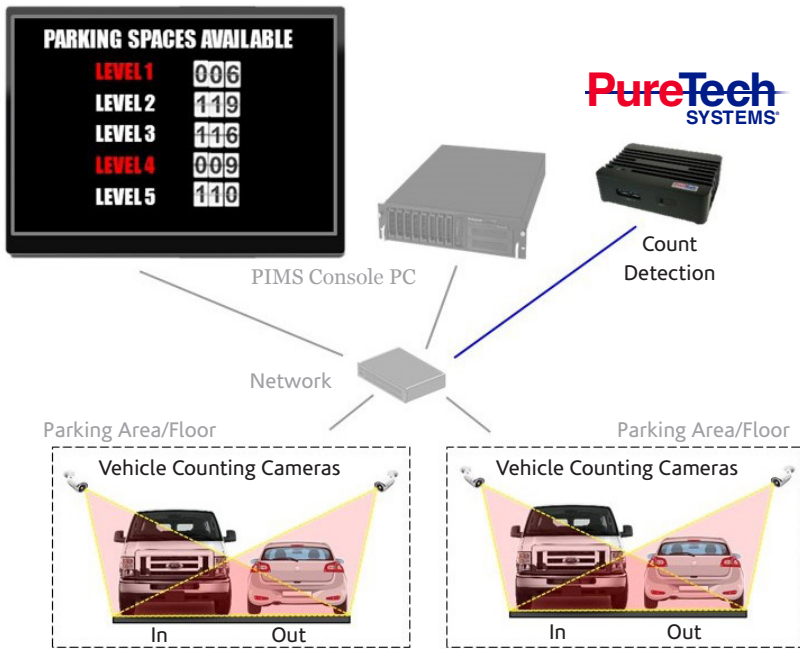 PARKING SPACES AVAILABLE
LEVEL 1 006
LEVEL 2 119
LEVEL 3 116
LEVEL 4 009
LEVEL 5 110
PureTech
SYSTEMS
Count
Detection
PIMS Console PC
Network
Parking Area/Floor
Parking Area/Floor
Vehicle Counting Cameras
Vehicle Counting Cameras
In Out
In Out